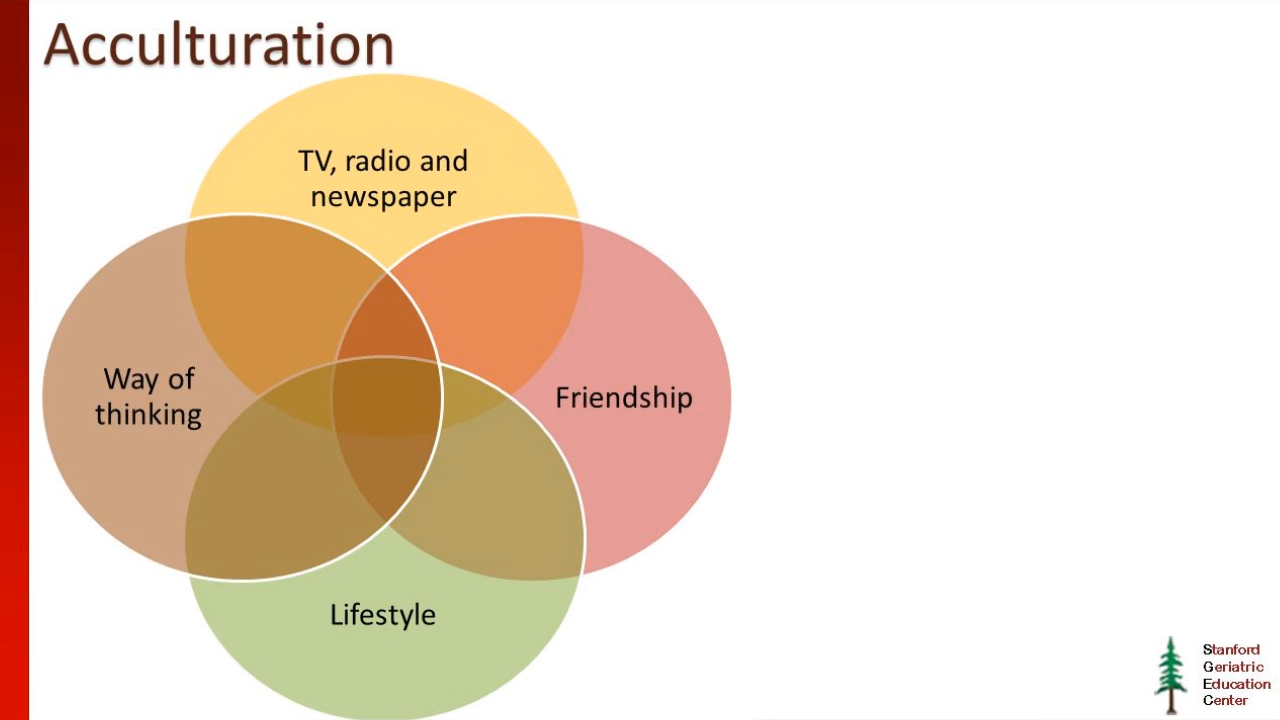 Acculturation
TV, radio and
newspaper
Way of
thinking
Friendship
Lifestyle
Stanford
Geriatric
Education
Center